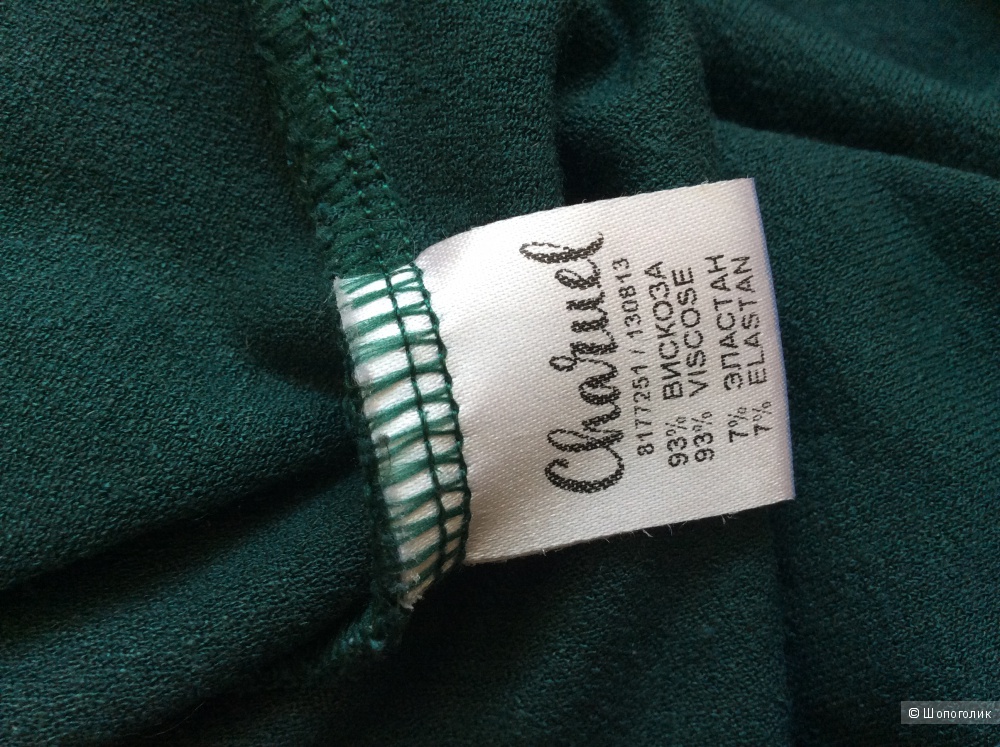 Charuel
8177251 / 130813
93% ВИСКОЗА
93% VISCOSE
7% ЭЛАСТАН
7% ELASTAN
© Шопоголик